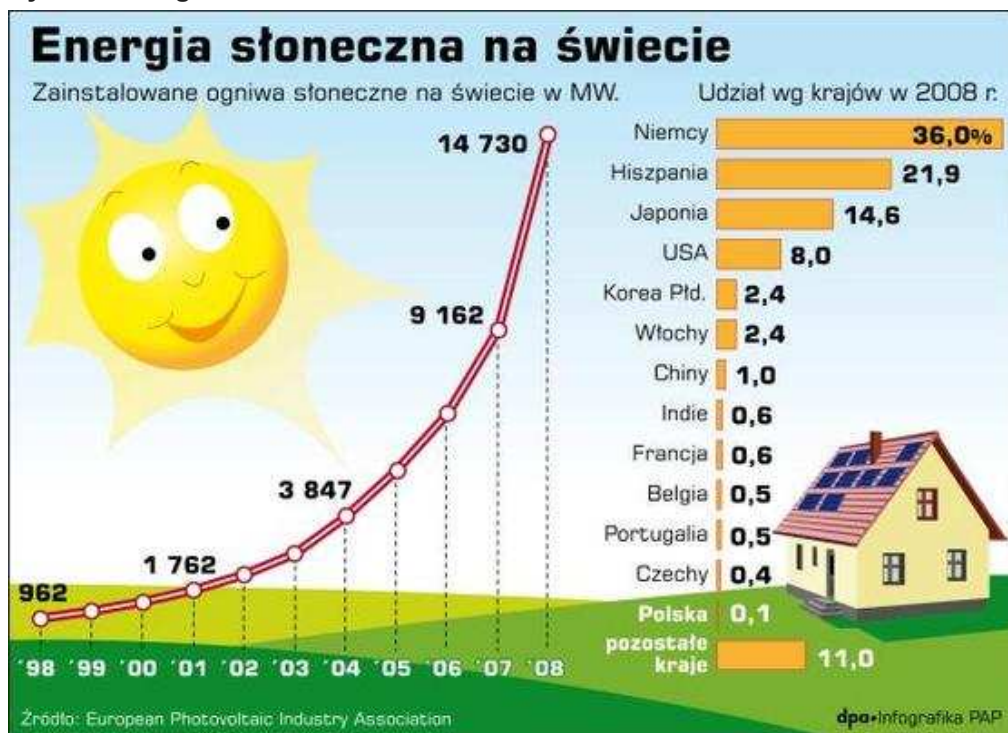 Energia słoneczna na świecie
Zainstalowane ogniwa słoneczne na świecie w MW.
14 730
9 162
3 847
1 762
962
'98 '99 '00 '01 '02 '03 '04 '05 '06 '07 '08
Udział wg krajów w 2008 r.
Niemcy 36,0%
Hiszpania 21,9
Japonia 14,6
USA 8,0
Korea Płd. 2,4
Włochy 2,4
Chiny 1,0
Indie 0,6
Francja 0,6
Belgia 0,5
Portugalia 0,5
Czechy 0,4
Polska 0,1
pozostałe
kraje 11,0
Źródło: European Photovoltaic Industry Association
dpa•Infografika PAP